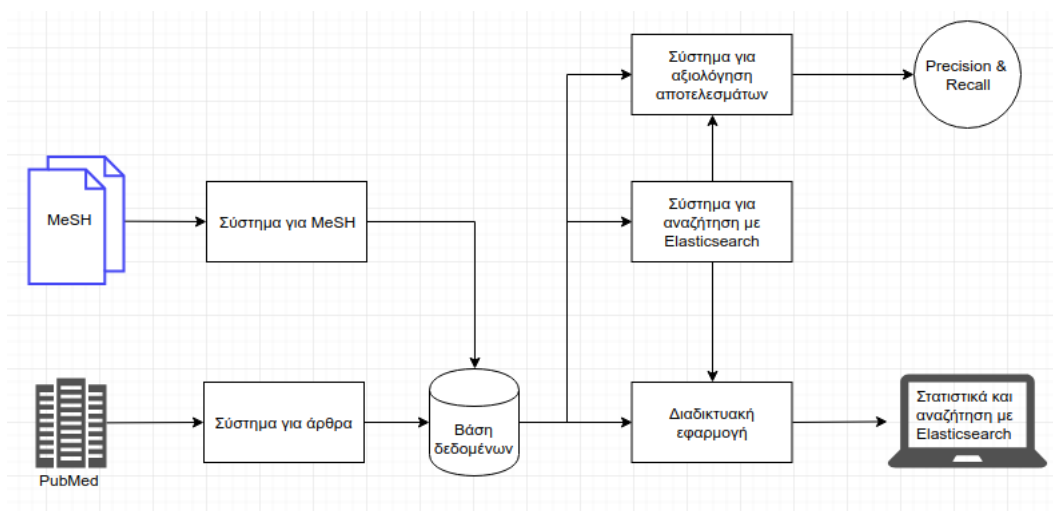 Σύστημα για
αξιολόγηση
αποτελεσμάτων
Precision &
Recall
MeSH
Σύστημα για MeSH
Σύστημα για
αναζήτηση με
Elasticsearch
PubMed
Σύστημα για άρθρα
Βάση
δεδομένων
Διαδικτυακή
εφαρμογή
Στατιστικά και
αναζήτηση με
Elasticsearch